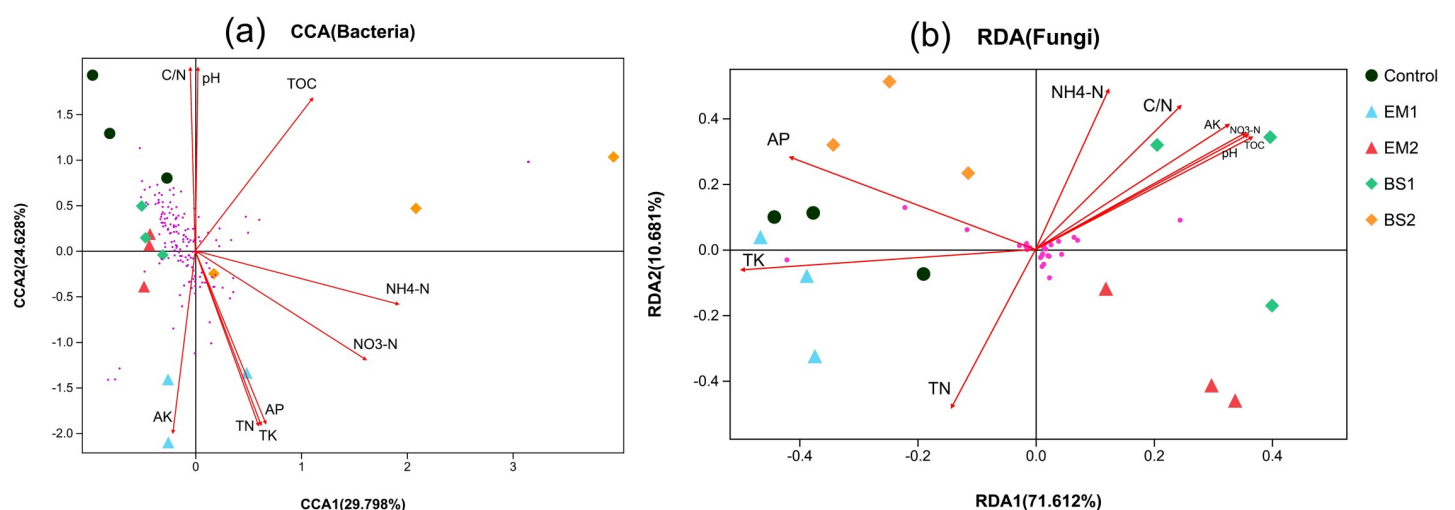 (a) CCA(Bacteria)
C/N
pH
TOC
1.5
1.0
0.5
0.0
-0.5
-1.0
-1.5
-2.0
CCA2(24.628%)
NH4-N
NO3-N
AK
AP
TN
TK
0
1
2
3
CCA1(29.798%)
(b) RDA(Fungi)
NH4-N
C/N
AK
NO3-N
TOC
pH
AP
TK
TN
0.4
0.2
0.0
-0.2
-0.4
RDA2(10.681%)
-0.4
-0.2
0.0
0.2
0.4
RDA1(71.612%)
Control
EM1
EM2
BS1
BS2